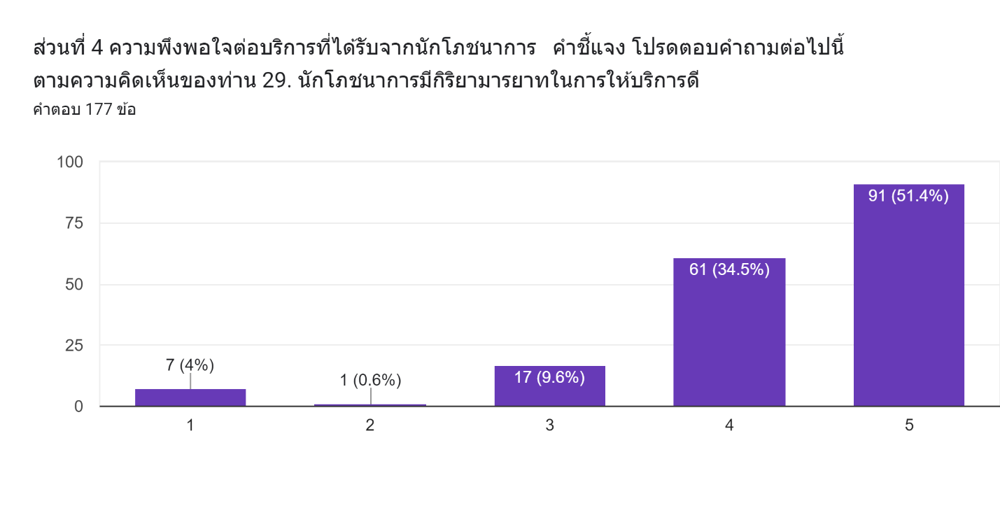 ส่วนที่ 4 ความพึงพอใจต่อบริการที่ได้รับจากนักโภชนาการ   คำชี้แจง โปรดตอบคำถามต่อไปนี้
ตามความคิดเห็นของท่าน 29. นักโภชนาการมีกิริยามารยาทในการให้บริการดี
คำตอบ 177 ข้อ
100
75
50
25
0
7 (4%)
1 (0.6%)
17 (9.6%)
61 (34.5%)
91 (51.4%)
1 2 3 4 5